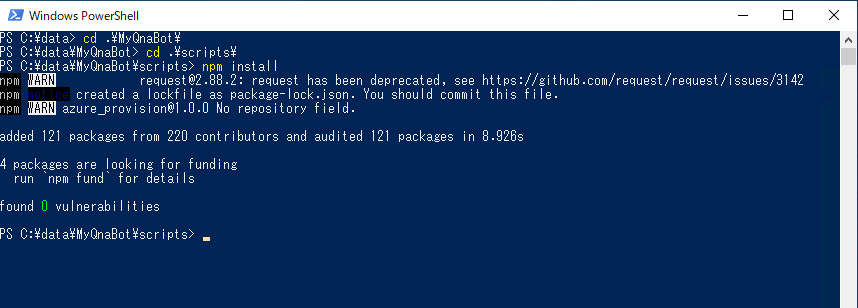 Windows PowerShell
PS C:¥data> cd .¥MyQnaBot¥
PS C:¥data¥MyQnaBot> cd .¥scripts¥
PS C:¥data¥MyQnaBot¥scripts> npm install
npm WARN request@2.88.2: request has been deprecated, see https://github.com/request/request/issues/3142
npm notice created a lockfile as package-lock.json. You should commit this file.
npm WARN azure_provision@1.0.0 No repository field.
added 121 packages from 220 contributors and audited 121 packages in 8.926s
4 packages are looking for funding
run `npm fund` for details
found 0 vulnerabilities
PS C:¥data¥MyQnaBot¥scripts>